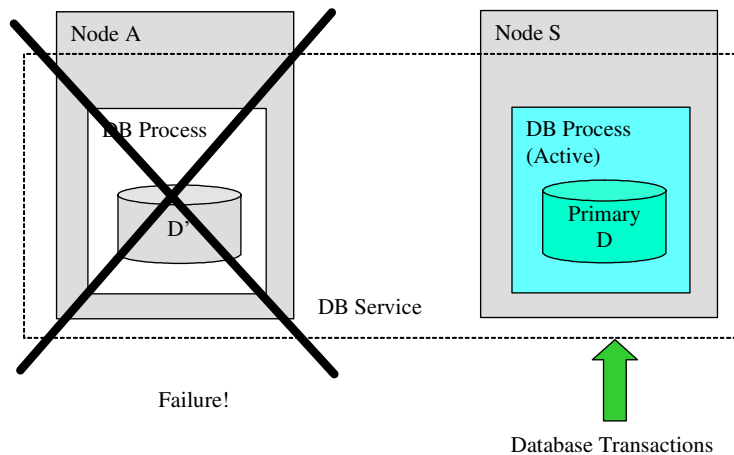 Node A
DB Process
D’
Node S
DB Process
(Active)
Primary
D
DB Service
Failure!
Database Transactions